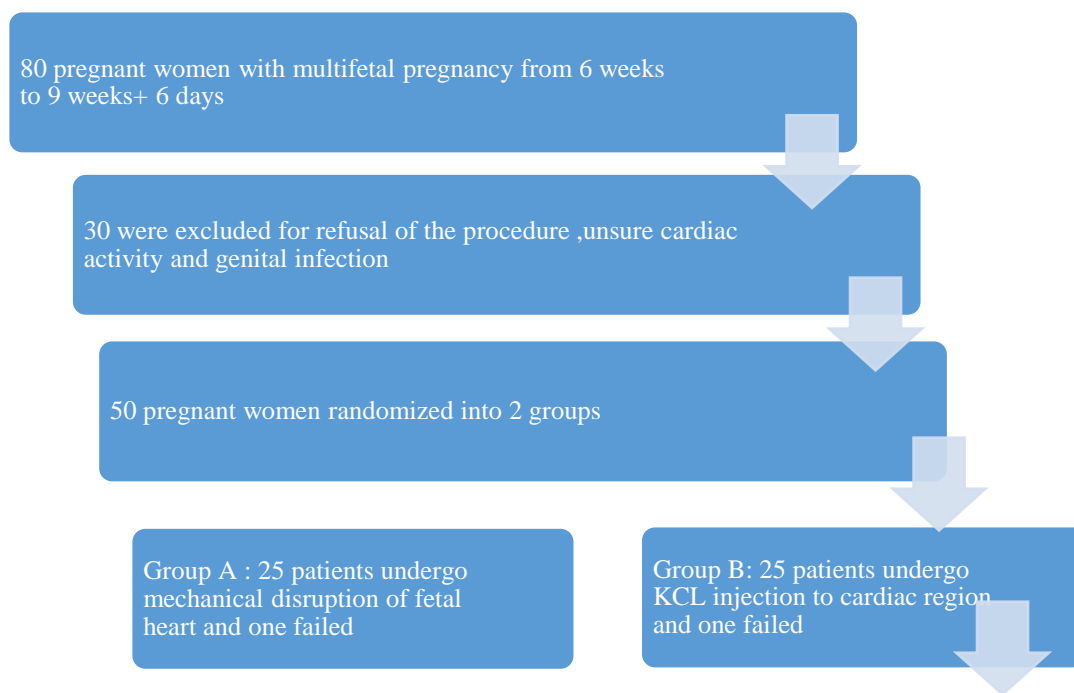 80 pregnant women with multifetal pregnancy from 6 weeks
to 9 weeks+ 6 days
30 were excluded for refusal of the procedure ,unsure cardiac
activity and genital infection
50 pregnant women randomized into 2 groups
Group A : 25 patients undergo
mechanical disruption of fetal
heart and one failed
Group B: 25 patients undergo
KCL injection to cardiac region
and one failed